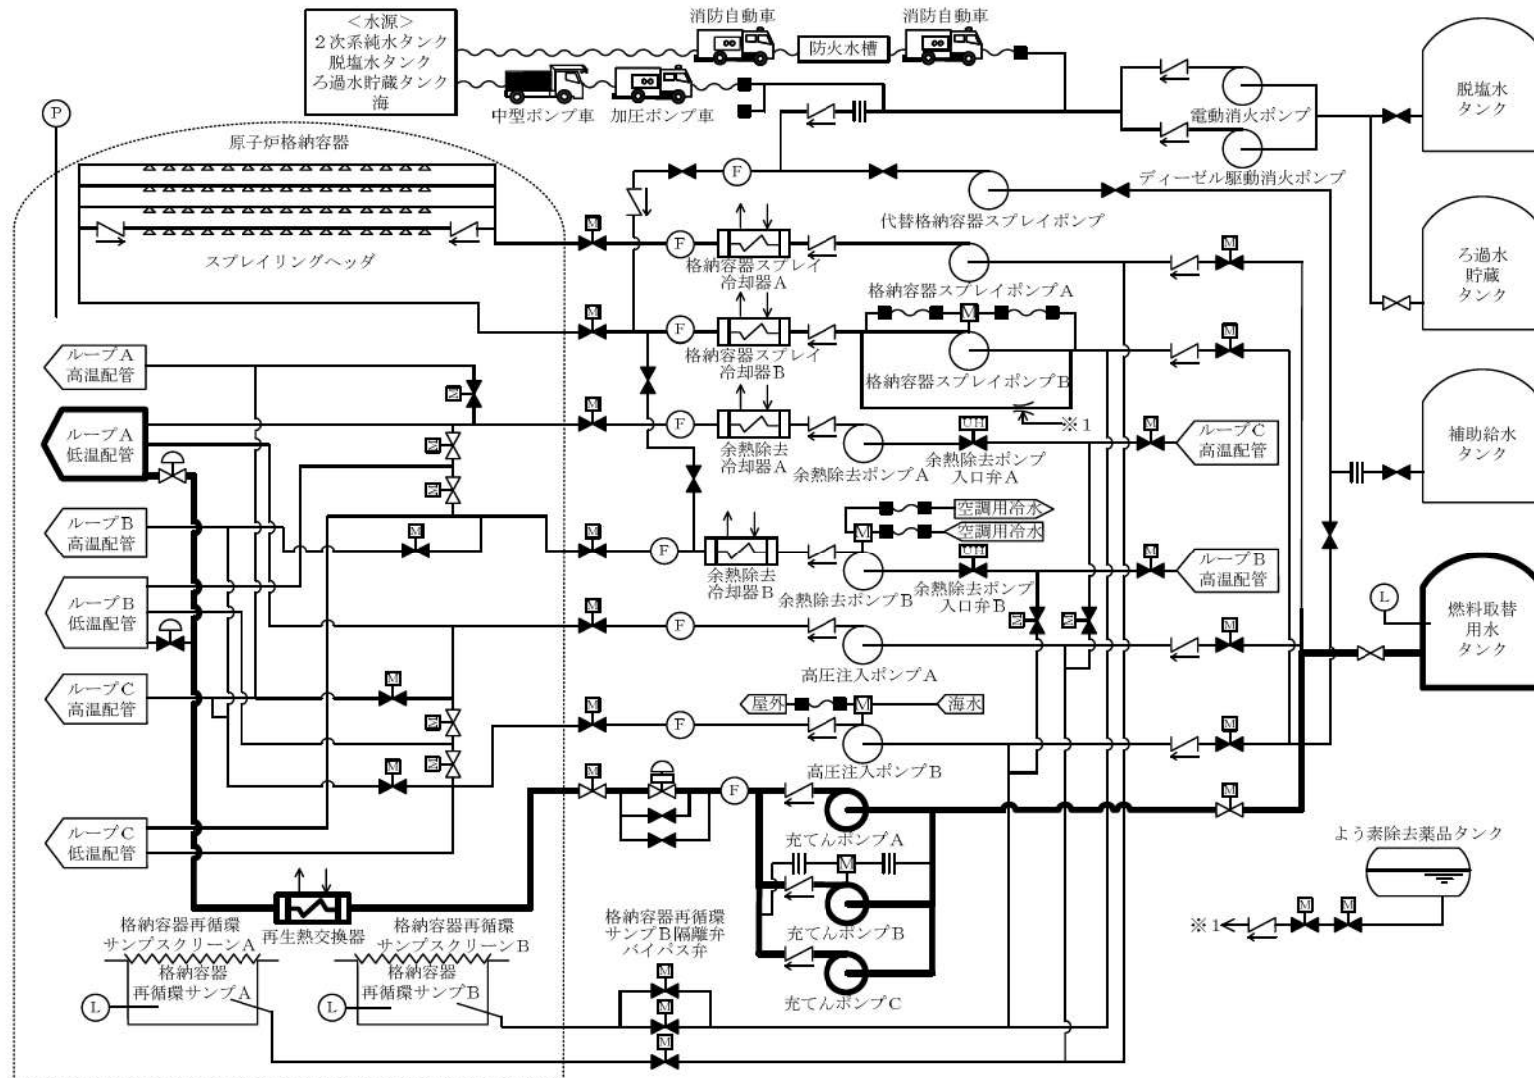 <水源>
2次系純水タンク
脱塩水タンク
ろ過水貯蔵タンク
海
消防自動車
消防自動車
防火水槽
中型ポンプ車
加圧ポンプ車
電動消火ポンプ
ディーゼル駆動消火ポンプ
脱塩水
タンク
P
原子炉格納容器
スプレイリングヘッダ
F
代替格納容器スプレイポンプ
ろ過水
貯蔵
タンク
M
F
格納容器スプレイ
冷却器A
格納容器スプレイポンプA
M
M
F
格納容器スプレイ
冷却器B
M
格納容器スプレイポンプB
M
※1
ループA
高温配管
M
ループA
低温配管
M
M
M
F
余熱除去
冷却器A
余熱除去ポンプA
UH
余熱除去ポンプ
入口弁A
M
ループC
高温配管
補助給水
タンク
ループB
高温配管
M
M
F
余熱除去
冷却器B
空調用冷水
空調用冷水
M
余熱除去ポンプB
UH
余熱除去ポンプ
入口弁B
M
ループB
高温配管
M
M
ループB
低温配管
M
F
高圧注入ポンプA
M
L
燃料取替
用水
タンク
ループC
高温配管
M
M
M
M
M
F
屋外
M
海水
高圧注入ポンプB
M
ループC
低温配管
M
F
充てんポンプA
M
M
充てんポンプB
充てんポンプC
よう素除去薬品タンク
※1
M
M
再生熱交換器
格納容器再循環
サンプスクリーンA
格納容器
再循環サンプA
L
格納容器再循環
サンプスクリーンB
格納容器
再循環サンプB
L
格納容器再循環
サンプB隔離弁
バイパス弁
M
M
M